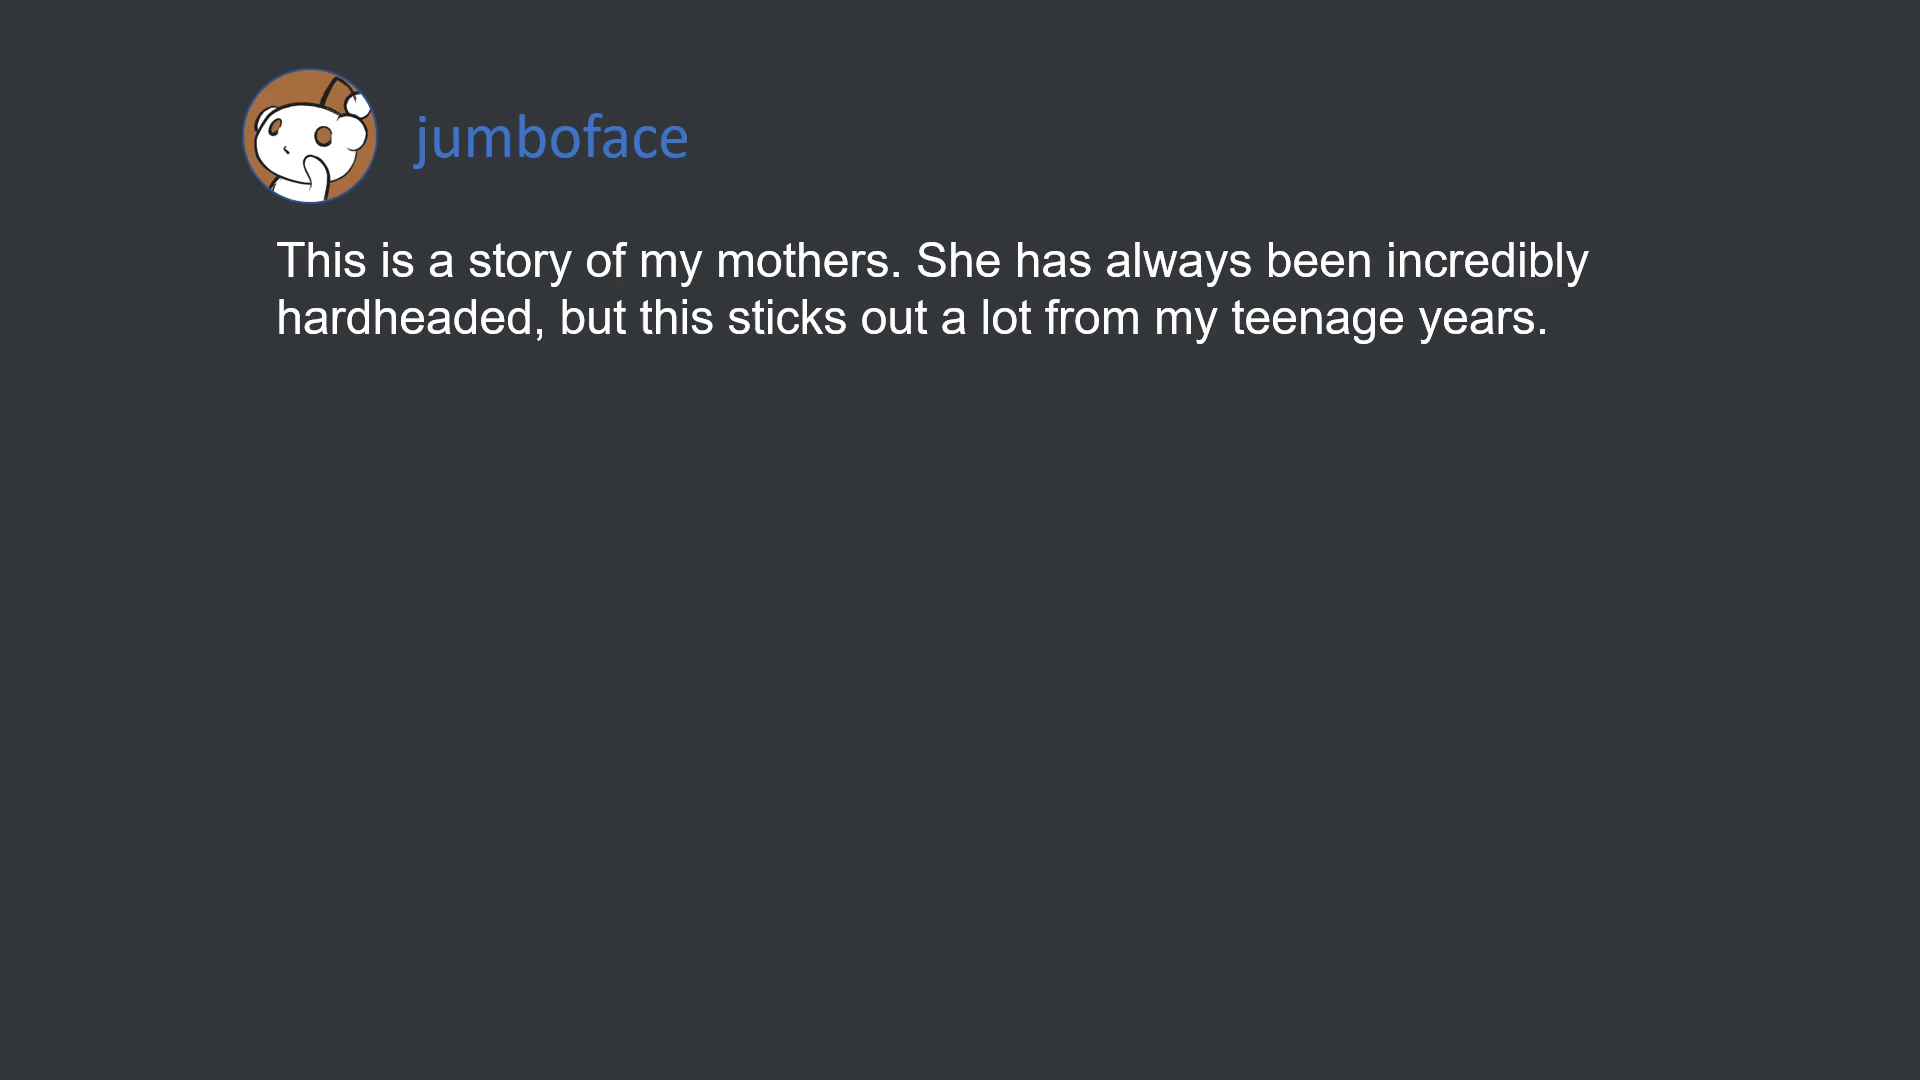 jumboface
This is a story of my mothers. She has always been incredibly
hardheaded, but this sticks out a lot from my teenage years.